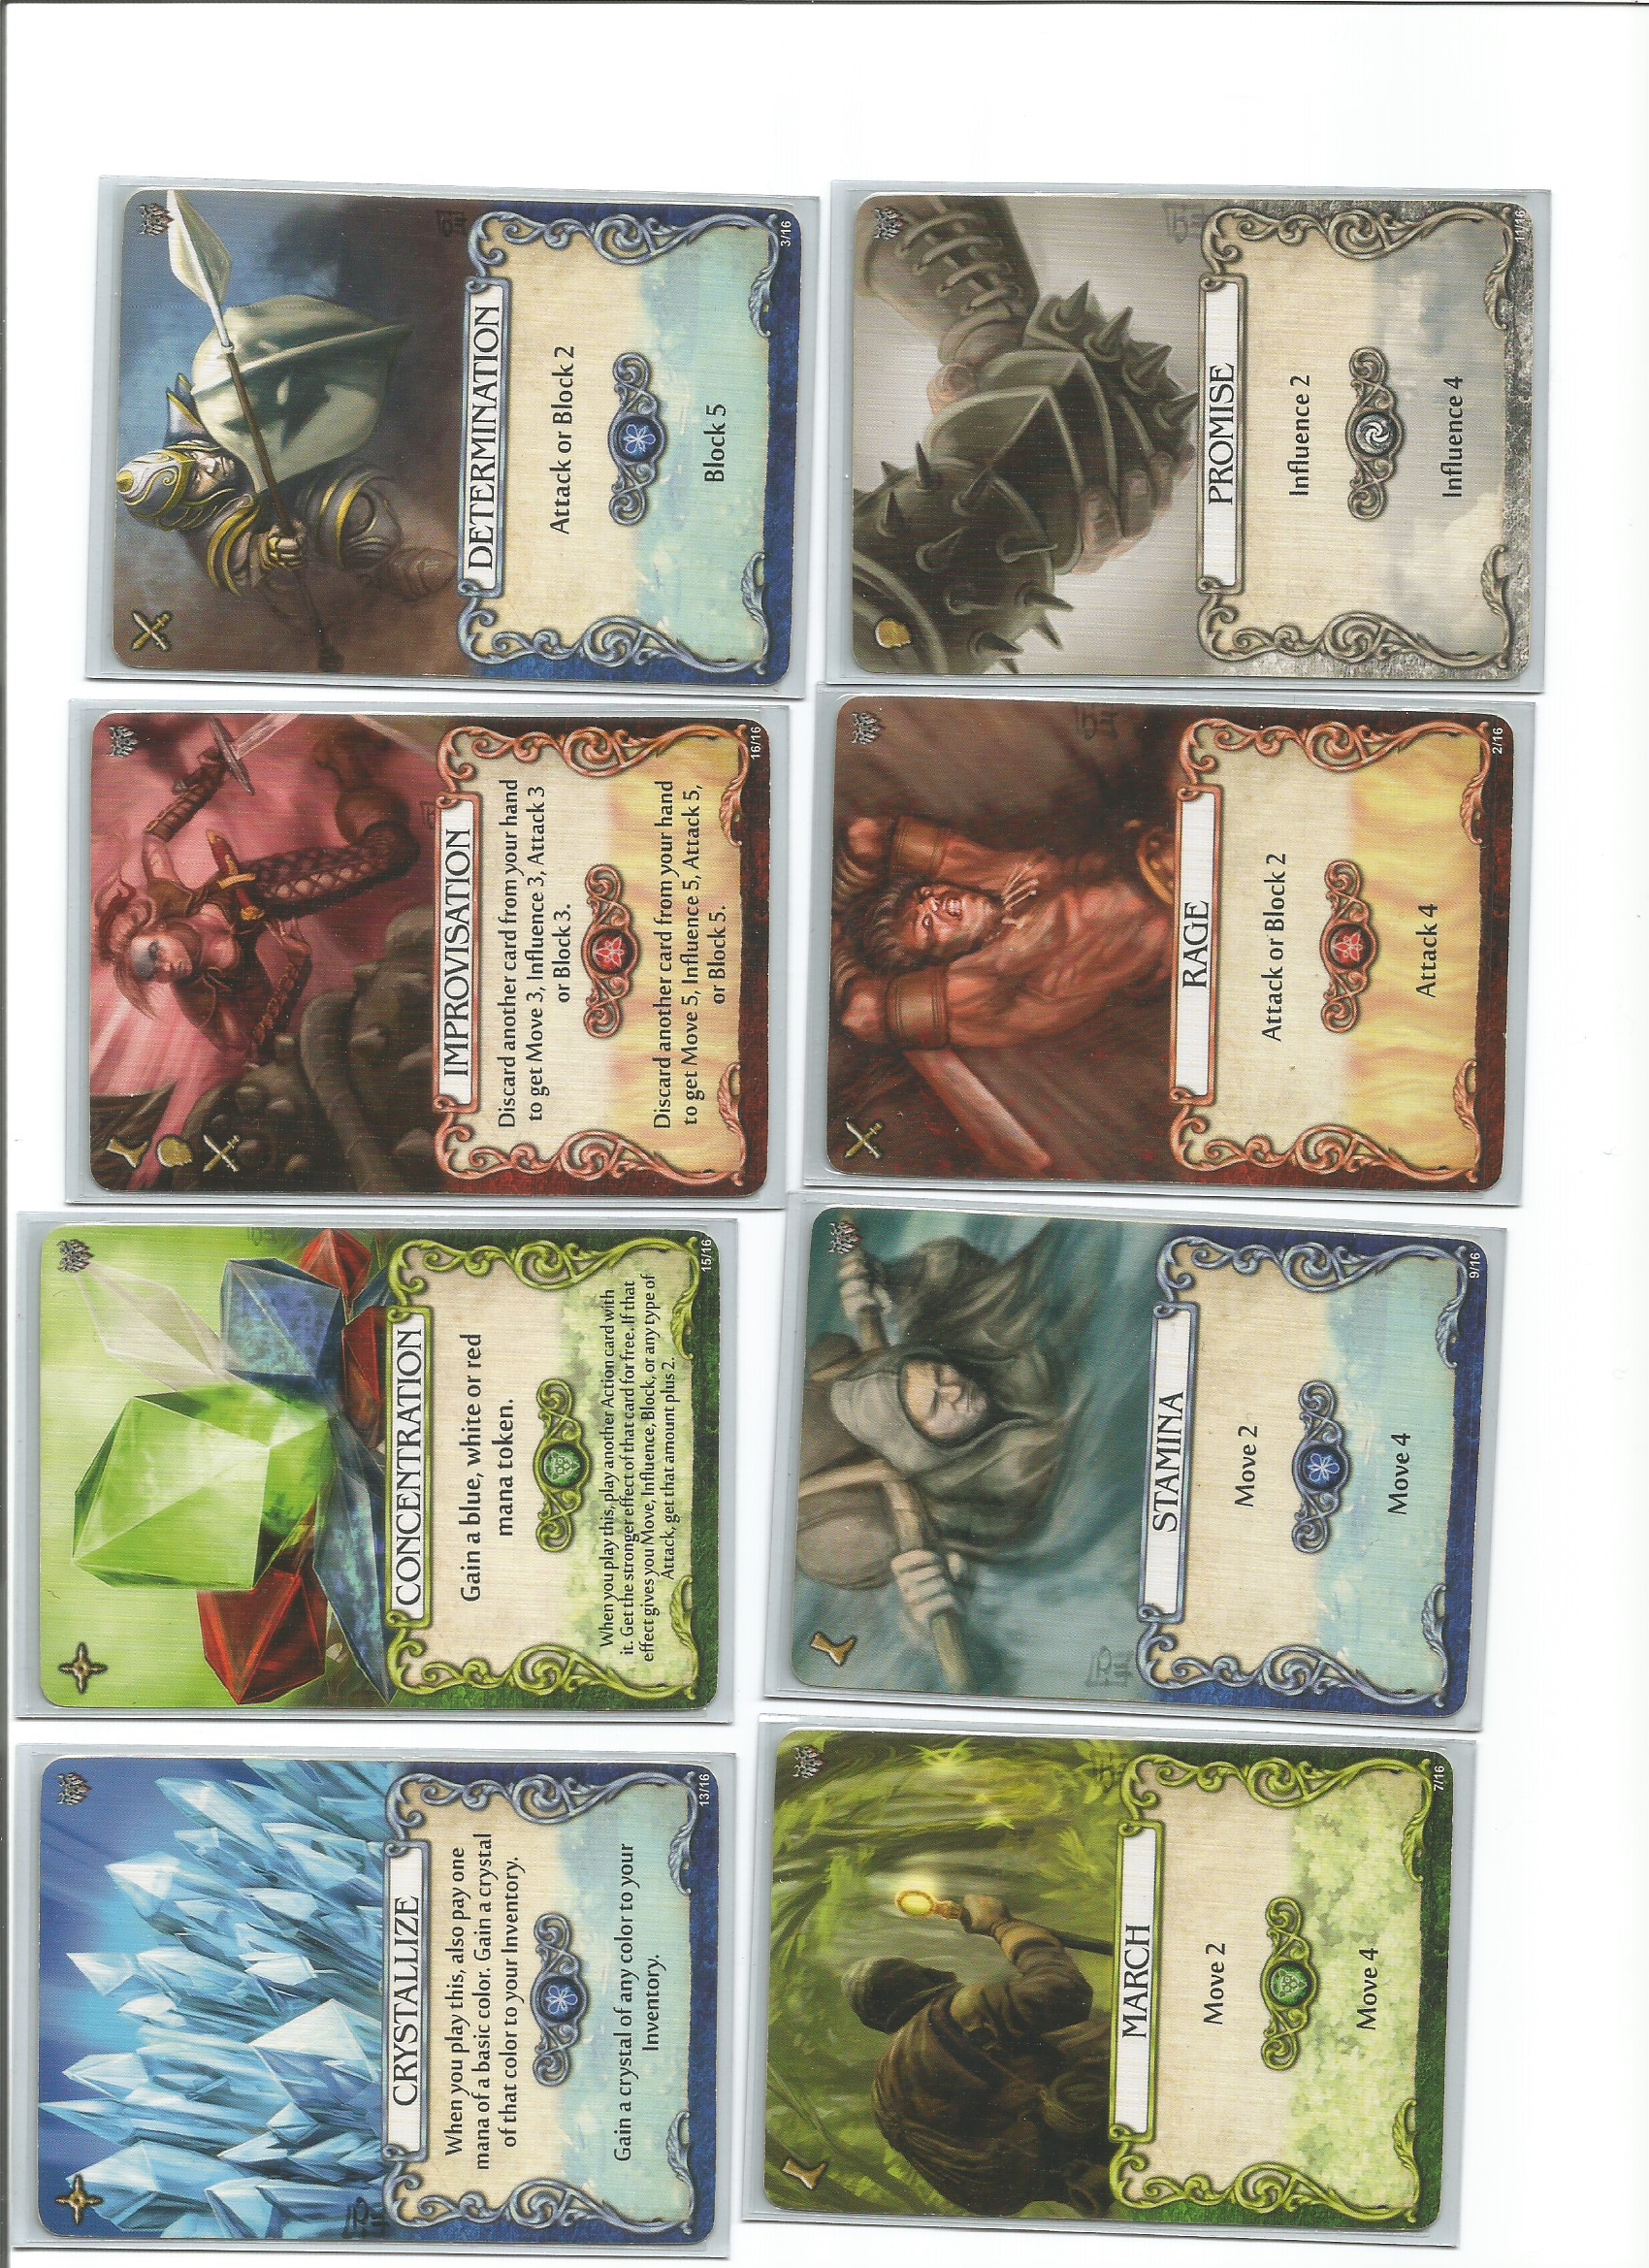 CRYSTALLIZE
When you play this, also pay one
mana of a basic color. Gain a crystal
of that color to your Inventory.
Gain a crystal of any color to your
Inventory.
13/16
CONCENTRATION
Gain a blue, white or red
mana token.
When you play this, play another Action card with
it. Get the stronger effect of that card for free. If that
effect gives you Move, Influence, Block, or any type of
Attack, get that amount plus 2.
15/16
IMPROVISATION
Discard another card from your hand
to get Move 3, Influence 3, Attack 3
or Block 3.
Discard another card from your hand
to get Move 5, Influence 5, Attack 5,
or Block 5.
16/16
DETERMINATION
Attack or Block 2
Block 5
3/16
MARCH
Move 2
Move 4
7/16
STAMINA
Move 2
Move 4
9/16
RAGE
Attack or Block 2
Attack 4
2/16
PROMISE
Influence 2
Influence 4
11/16